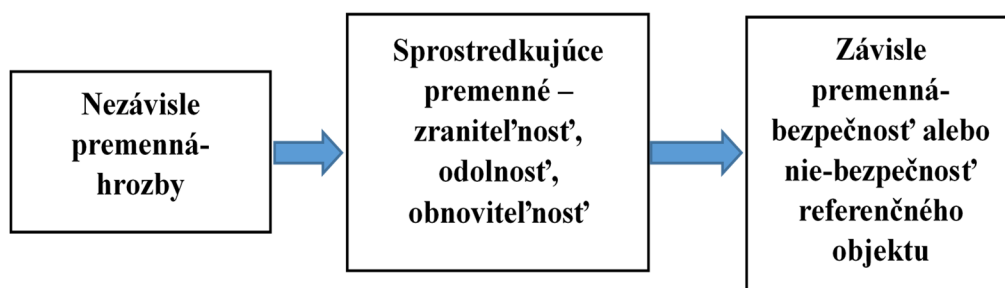 Nezávisle
premenná-
hrozby
Sprostredkujúce
premenné –
zraniteľnosť,
odolnosť,
obnoviteľnosť
Závisle
premenná-
bezpečnosť alebo
nie-bezpečnosť
referenčného
objektu